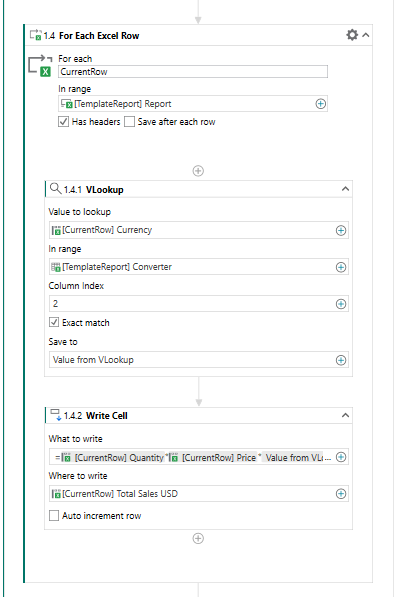 1.4 For Each Excel Row
For each
CurrentRow
In range
[TemplateReport] Report
Has headers Save after each row
1.4.1 VLookup
Value to lookup
[CurrentRow] Currency
In range
[TemplateReport] Converter
Column Index
2
Exact match
Save to
Value from VLookup
1.4.2 Write Cell
What to write
= [CurrentRow] Quantity * [CurrentRow] Price * Value from VLo...
Where to write
[CurrentRow] Total Sales USD
Auto increment row